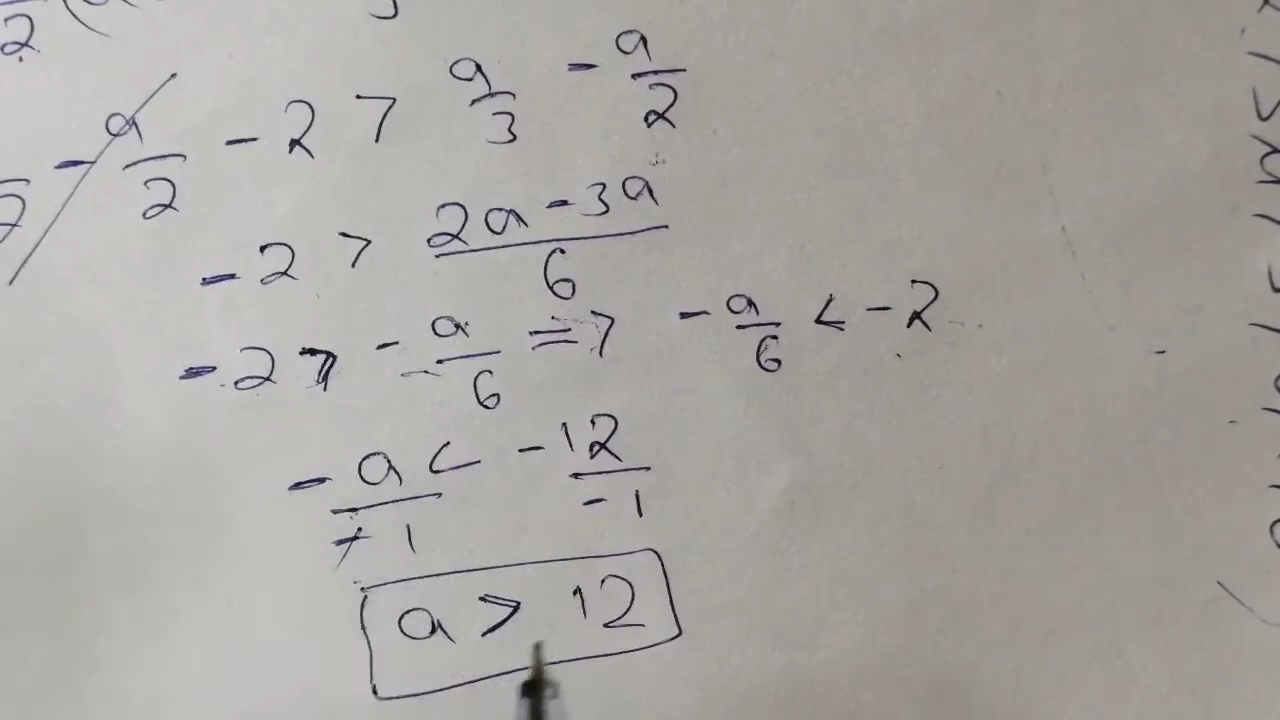 - a/2 - 2 > a/3 - a/2
-2 > (2a - 3a)/6
-2 > - a/6 => - a/6 < -2
-a/-1 < -12/-1
a > 12